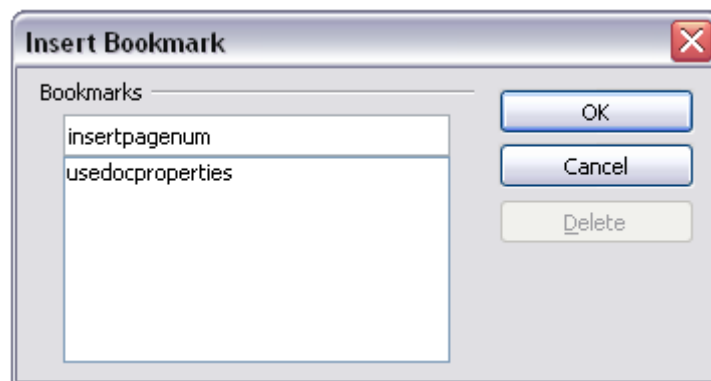 Insert Bookmark
Bookmarks
insertpagenum
usedocproperties
OK
Cancel
Delete